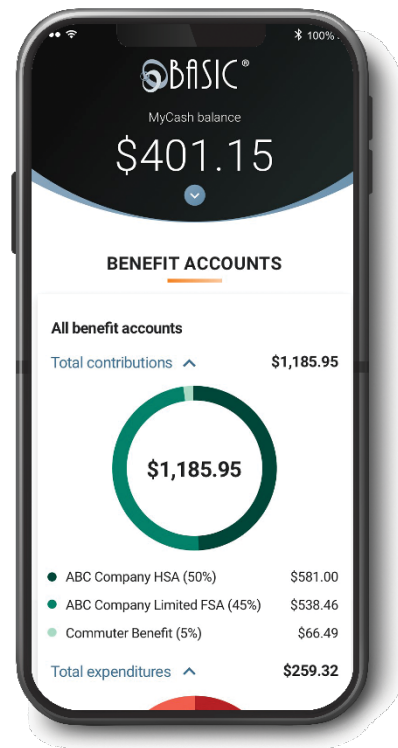 100%
BASIC®
MyCash balance
$401.15
BENEFIT ACCOUNTS
All benefit accounts
Total contributions $1,185.95
$1,185.95
ABC Company HSA (50%) $581.00
ABC Company Limited FSA (45%) $538.46
Commuter Benefit (5%) $66.49
Total expenditures $259.32